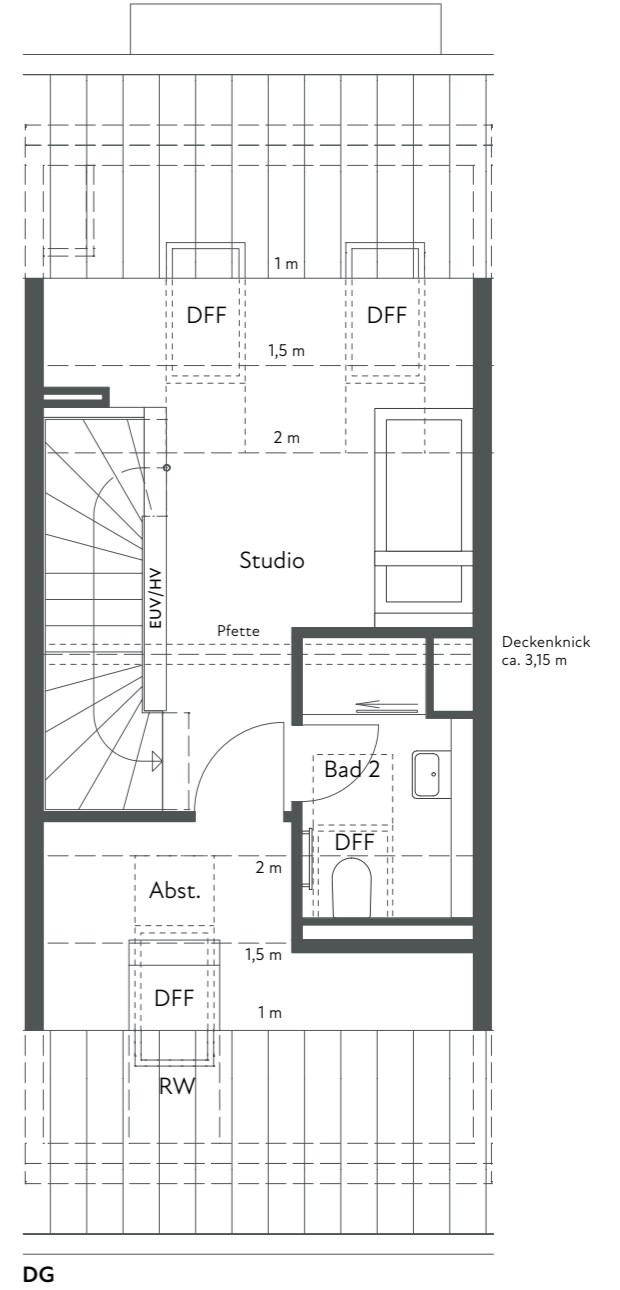 1 m
DFF
DFF
1,5 m
2 m
Studio
EUV/HV
Pfette
Deckenknick
ca. 3,15 m
Bad 2
DFF
2 m
Abst.
1,5 m
DFF
1 m
RW
DG